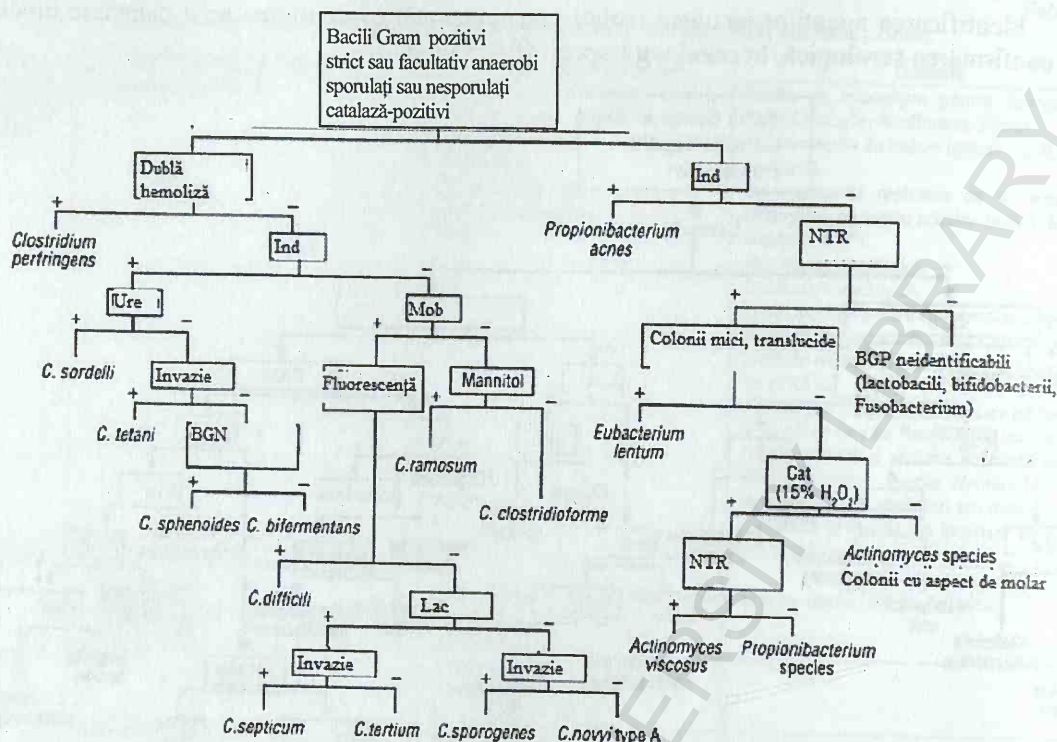 Bacili Gram pozitivi
strict sau facultativ anaerobi
sporulați sau nesporulați
catalază-pozitivi
Dublă
hemoliză
Ind
+
−
+
−
Clostridium
perfringens
Ind
Propionibacterium
acnes
NTR
+
−
+
−
Ure
Mob
Colonii mici, translucide
BGP neidentificabili
(lactobacili, bifidobacterii,
Fusobacterium)
+
−
+
−
+
−
C. sordelli
Invazie
Fluorescență
Mannitol
Eubacterium
lentum
Cat
(15% H₂O₂)
+
−
+
−
+
−
C. tetani
BGN
C.ramosum
C. clostridioforme
NTR
Actinomyces species
Colonii cu aspect de molar
+
−
+
−
C. sphenoides
C. bifermentans
Actinomyces
viscosus
Propionibacterium
species
+
−
C.difficili
Lac
+
−
Invazie
Invazie
+
−
+
−
C.septicum
C.tertium
C.sporogenes
C.novyi type A
ERSITY LIBRARY